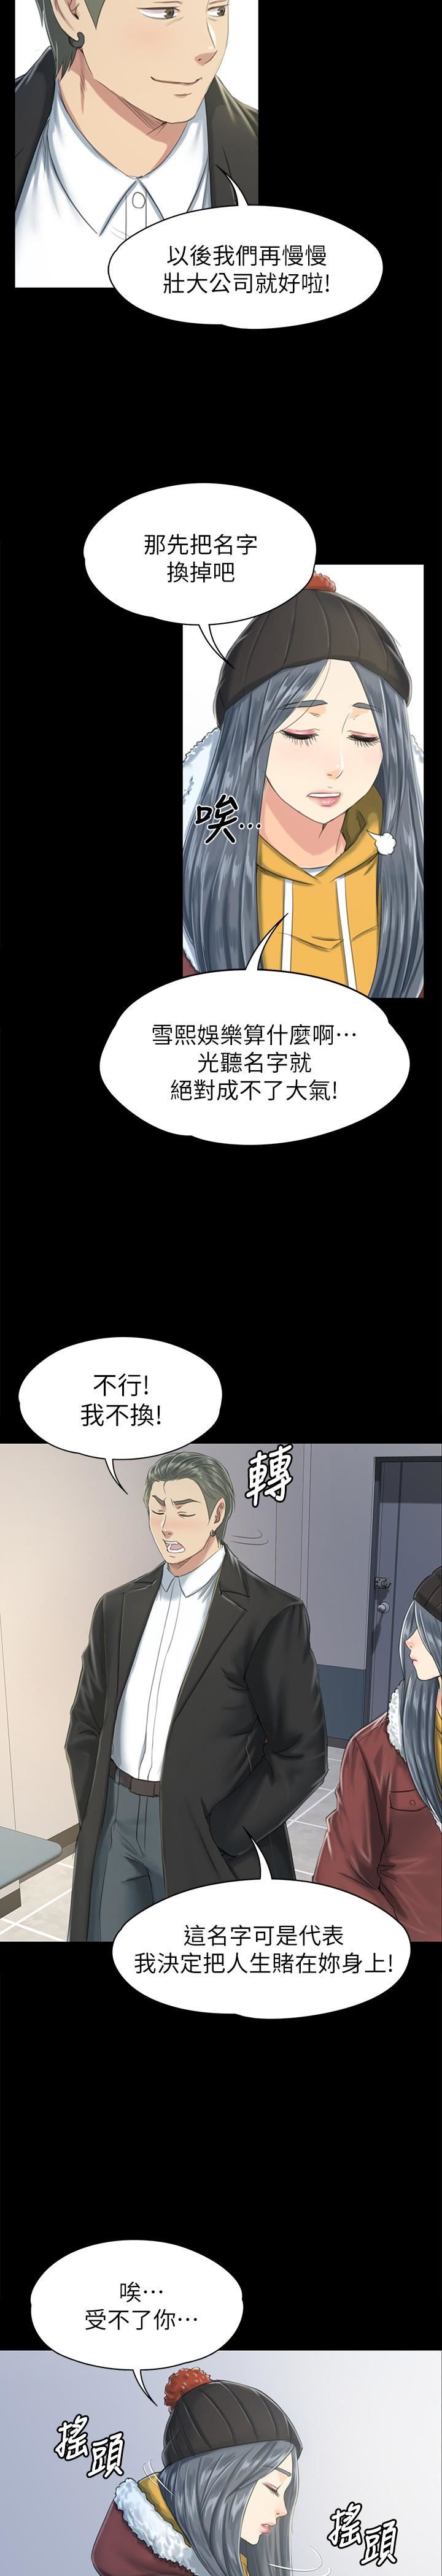 以後我們再慢慢
壯大公司就好啦!
那先把名字
換掉吧
唉…
雪熙娛樂算什麼啊…
光聽名字就
絕對成不了大氣!
不行!
我不換!
轉
這名字可是代表
我決定把人生賭在妳身上!
唉…
受不了你…
搖頭
搖頭